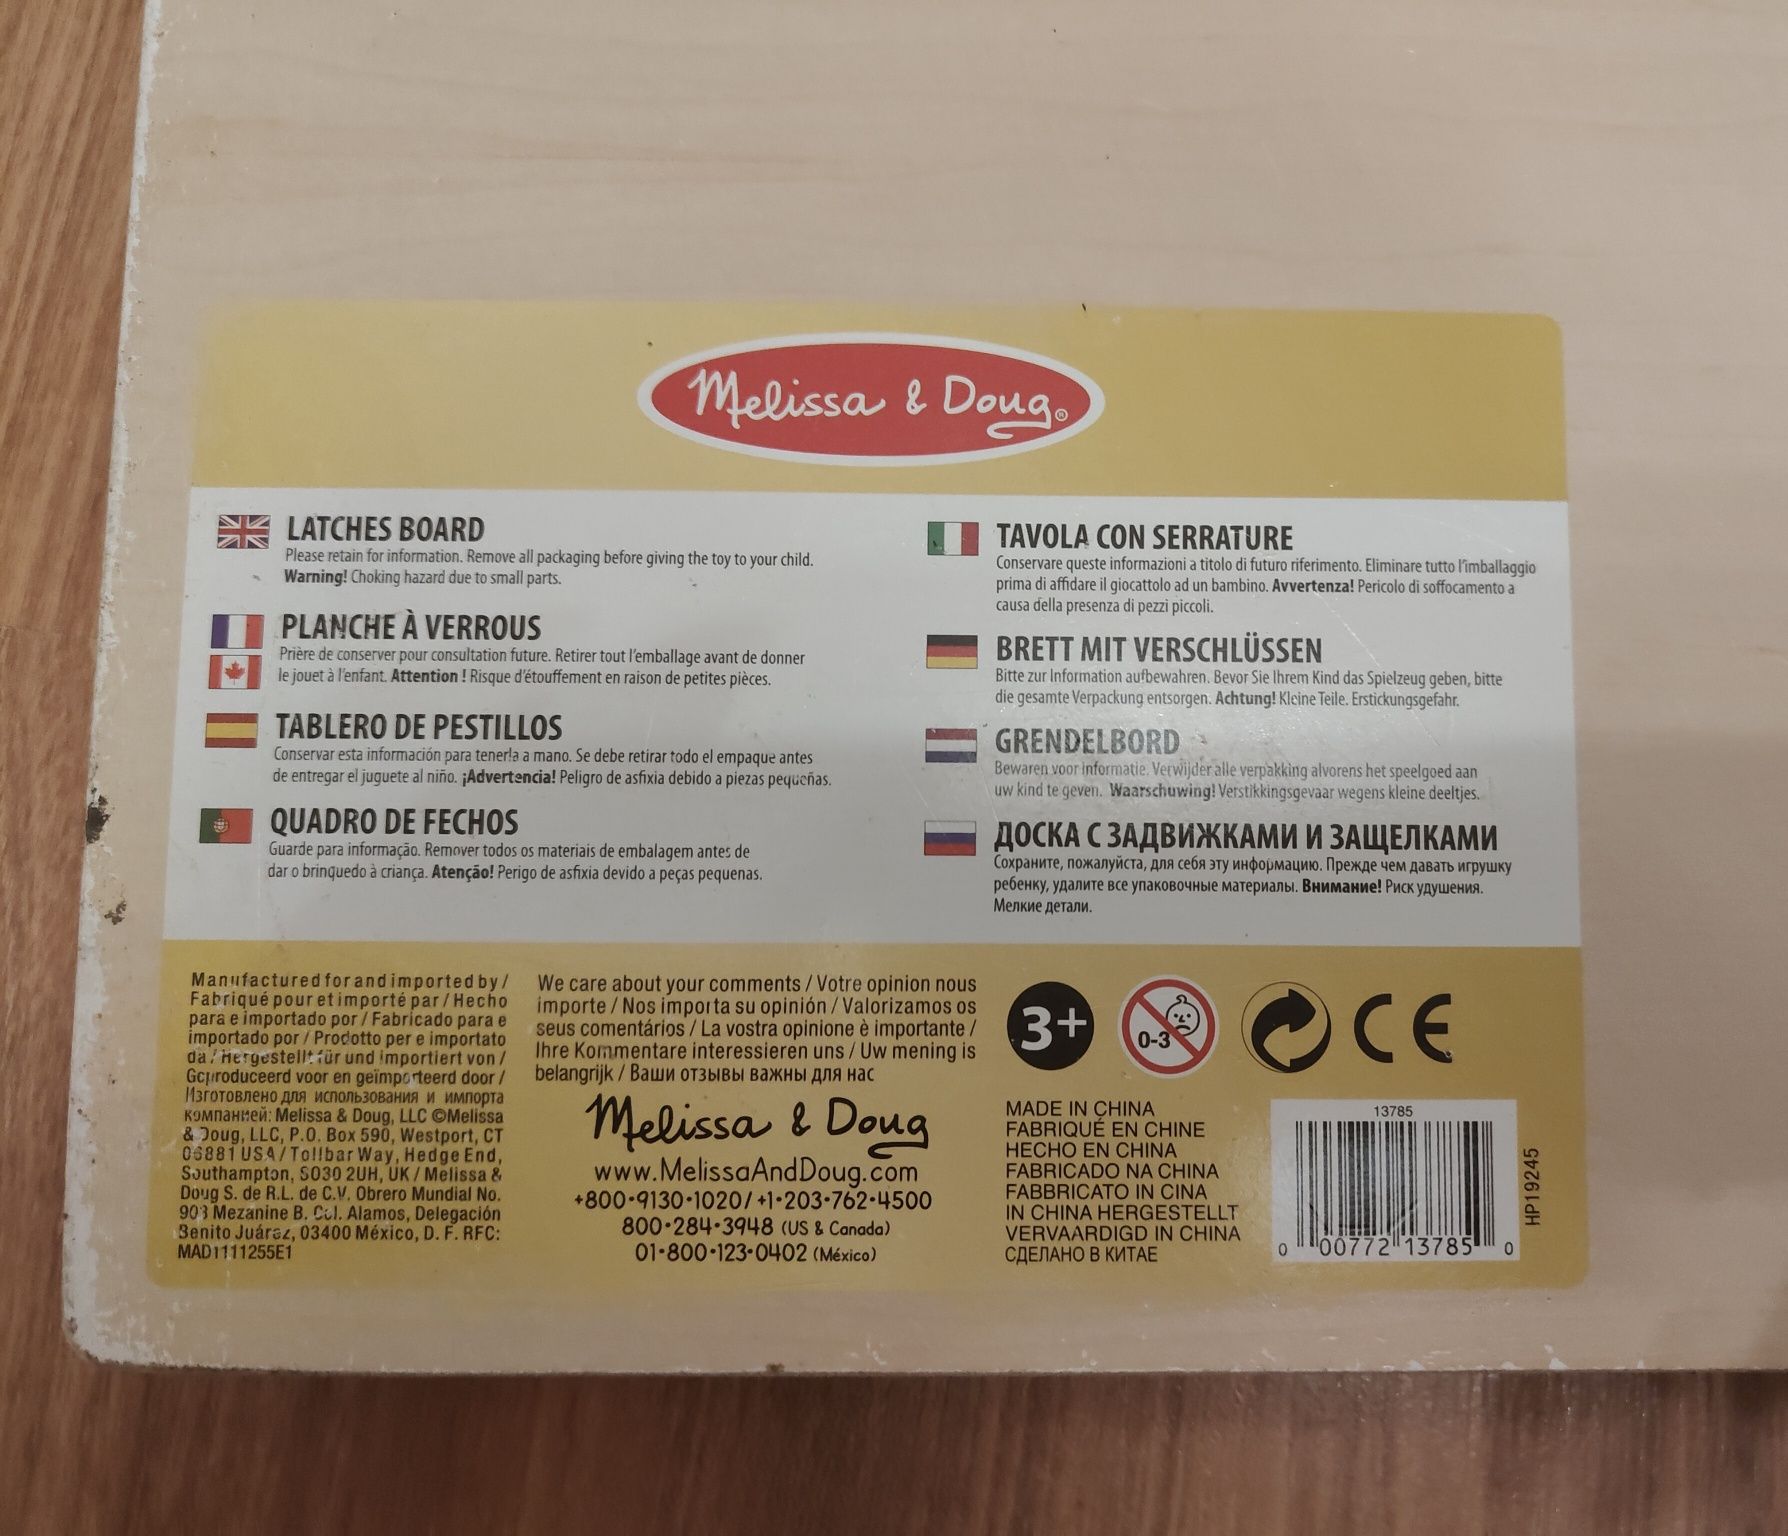 Melissa & Doug®
LATCHES BOARD
Please retain for information. Remove all packaging before giving the toy to your child.
Warning! Choking hazard due to small parts.
PLANCHE À VERROUS
Prière de conserver pour consultation future. Retirer tout l'emballage avant de donner
le jouet à l'enfant. Attention ! Risque d'étouffement en raison de petites pièces.
TABLERO DE PESTILLOS
Conservar esta información para tenerla a mano. Se debe retirar todo el empaque antes
de entregar el juguete al niño. ¡Advertencia! Peligro de asfixia debido a piezas pequeñas.
QUADRO DE FECHOS
Guarde para informação. Remover todos os materiais de embalagem antes de
dar o brinquedo à criança. Atenção! Perigo de asfixia devido a peças pequenas.
TAVOLA CON SERRATURE
Conservare queste informazioni a titolo di futuro riferimento. Eliminare tutto l'imballaggio
prima di affidare il giocattolo ad un bambino. Avvertenza! Pericolo di soffocamento a
causa della presenza di pezzi piccoli.
BRETT MIT VERSCHLÜSSEN
Bitte zur Information aufbewahren. Bevor Sie Ihrem Kind das Spielzeug geben, bitte
die gesamte Verpackung entsorgen. Achtung! Kleine Teile. Erstickungsgefahr.
GRENDELBORD
Bewaren voor informatie. Verwijder alle verpakking alvorens het speelgoed aan
uw kind te geven. Waarschuwing! Verstikkingsgevaar wegens kleine deeltjes.
ДОСКА С ЗАДВИЖКАМИ И ЗАЩЕЛКАМИ
Сохраните, пожалуйста, для себя эту информацию. Прежде чем давать игрушку
ребенку, удалите все упаковочные материалы. Внимание! Риск удушения.
Мелкие детали.
Manufactured for and imported by /
Fabriqué pour et importé par / Hecho
para e importado por / Fabricado para e
importado por / Prodotto per e importato
da / Hergestellt für und importiert von /
Geproduceerd voor en geïmporteerd door /
Изготовлено для использования и импорта
компанией: Melissa & Doug, LLC ©Melissa
& Doug, LLC, P.O. Box 590, Westport, CT
06881 USA / Tollbar Way, Hedge End,
Southampton, SO30 2UH, UK / Melissa &
Doug S. de R.L. de C.V. Obrero Mundial No.
903 Mezanine B. Col. Alamos, Delegación
Benito Juárez, 03400 México, D. F. RFC:
MAD1111255E1
We care about your comments / Votre opinion nous
importe / Nos importa su opinión / Valorizamos os
seus comentários / La vostra opinione è importante /
Ihre Kommentare interessieren uns / Uw mening is
belangrijk / Ваши отзывы важны для нас
Melissa & Doug
www.MelissaAndDoug.com
+800•9130•1020/ +1•203•762•4500
800•284•3948 (US & Canada)
01•800•123•0402 (México)
3+
0-3
CE
MADE IN CHINA
FABRIQUÉ EN CHINE
HECHO EN CHINA
FABRICADO NA CHINA
FABBRICATO IN CINA
IN CHINA HERGESTELLT
VERVAARDIGD IN CHINA
СДЕЛАНО В КИТАЕ
13785
0 00772 13785 0
HP19245